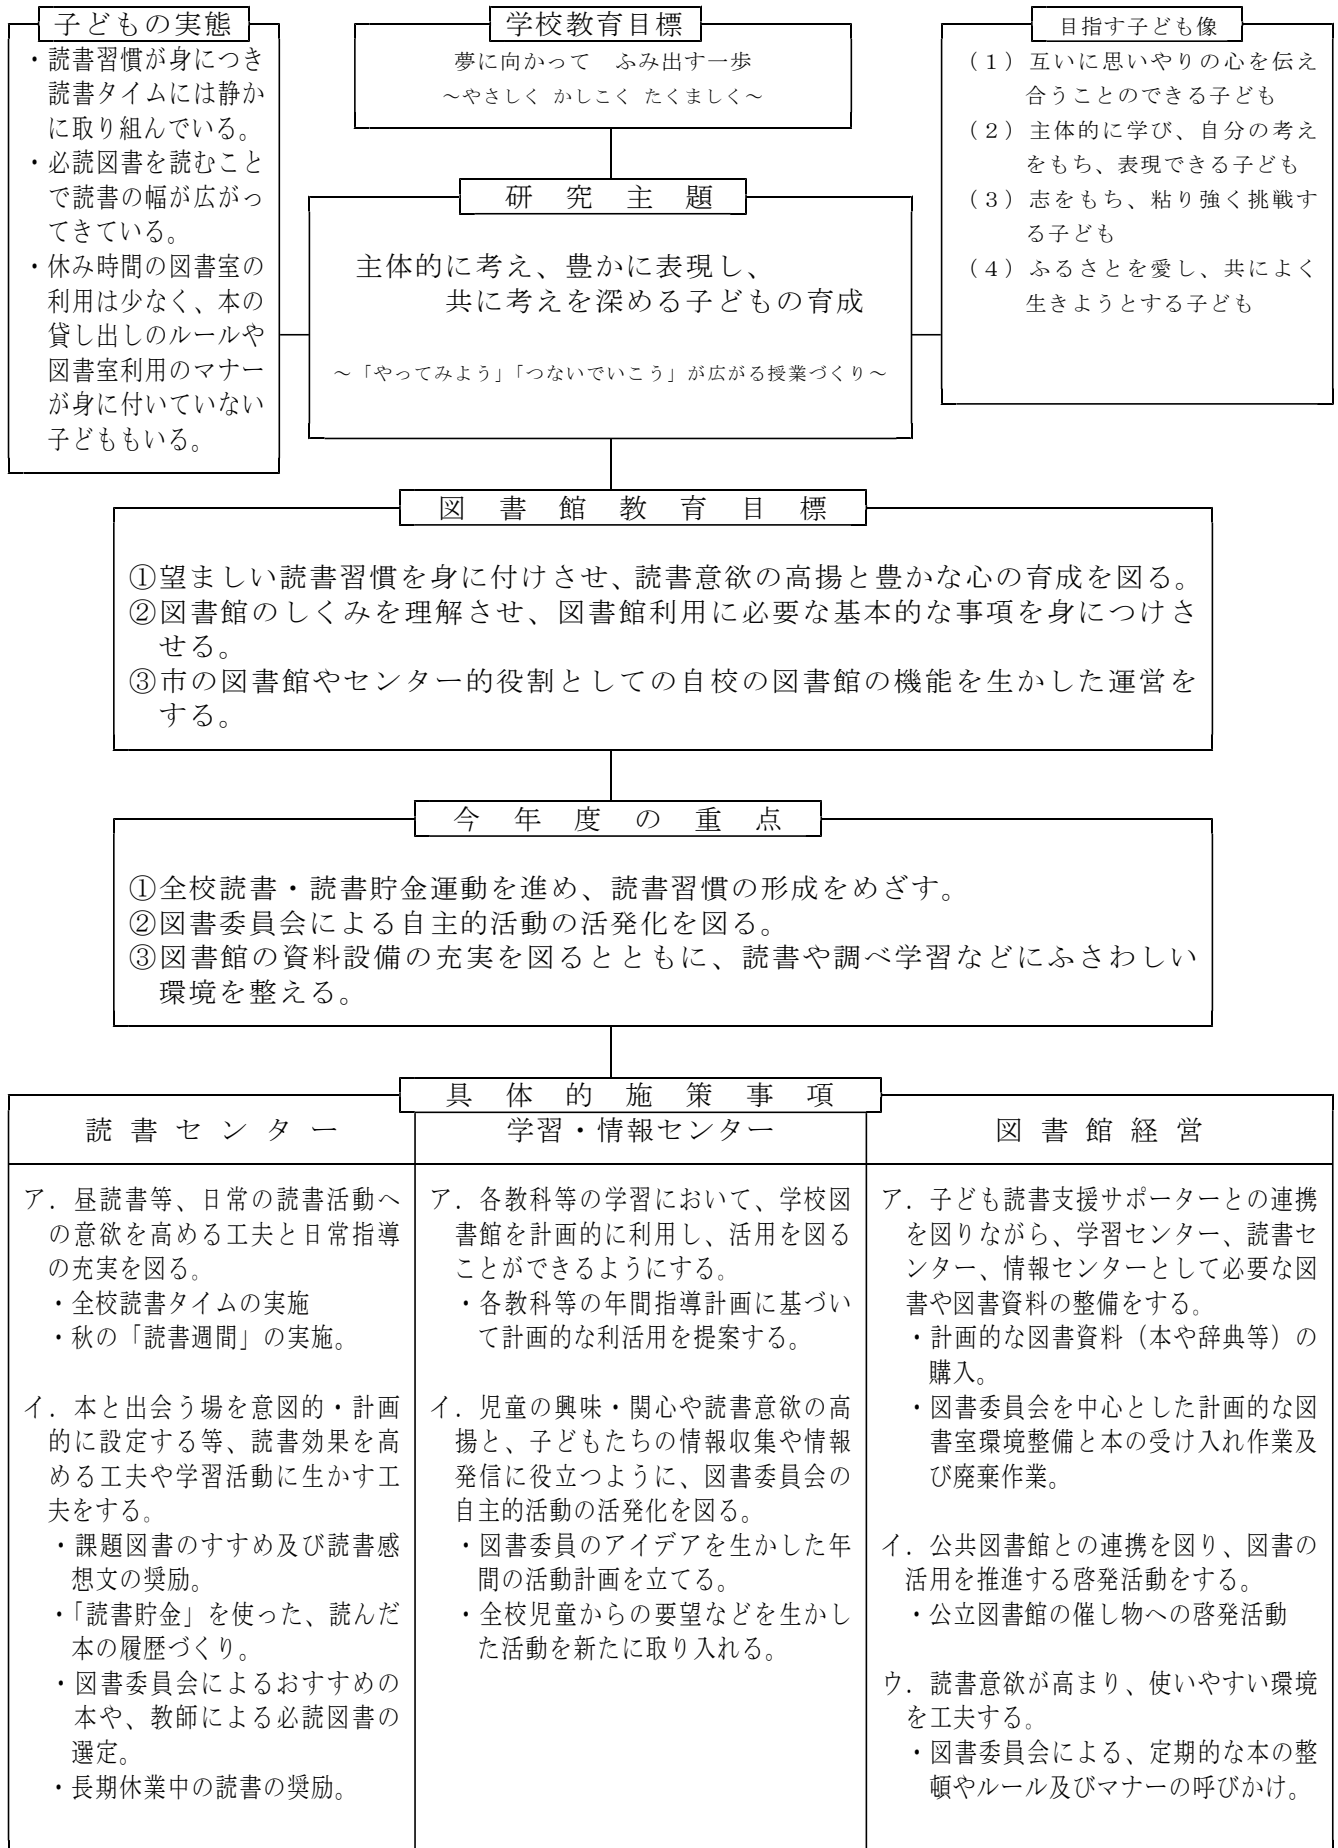 子どもの実態
・読書習慣が身につき
読書タイムには静か
に取り組んでいる。
・必読図書を読むこと
で読書の幅が広がっ
てきている。
・休み時間の図書室の
利用は少なく、本の
貸し出しのルールや
図書室利用のマナー
が身に付いていない
子どももいる。
学校教育目標
夢に向かって ふみ出す一歩
～やさしく かしこく たくましく～
目指す子ども像
（１）互いに思いやりの心を伝え
合うことのできる子ども
（２）主体的に学び、自分の考え
をもち、表現できる子ども
（３）志をもち、粘り強く挑戦す
る子ども
（４）ふるさとを愛し、共によく
生きようとする子ども
研究主題
主体的に考え、豊かに表現し、
共に考えを深める子どもの育成
～「やってみよう」「つないでいこう」が広がる授業づくり～
図書館教育目標
①望ましい読書習慣を身に付けさせ、読書意欲の高揚と豊かな心の育成を図る。
②図書館のしくみを理解させ、図書館利用に必要な基本的な事項を身につけさ
せる。
③市の図書館やセンター的役割としての自校の図書館の機能を生かした運営を
する。
今年度の重点
①全校読書・読書貯金運動を進め、読書習慣の形成をめざす。
②図書委員会による自主的活動の活発化を図る。
③図書館の資料設備の充実を図るとともに、読書や調べ学習などにふさわしい
環境を整える。
具体的施策事項
読書センター
ア．昼読書等、日常の読書活動へ
の意欲を高める工夫と日常指導
の充実を図る。
・全校読書タイムの実施
・秋の「読書週間」の実施。
イ．本と出会う場を意図的・計画
的に設定する等、読書効果を高
める工夫や学習活動に生かす工
夫をする。
・課題図書のすすめ及び読書感
想文の奨励。
・「読書貯金」を使った、読んだ
本の履歴づくり。
・図書委員会によるおすすめの
本や、教師による必読図書の
選定。
・長期休業中の読書の奨励。
学習・情報センター
ア．各教科等の学習において、学校図
書館を計画的に利用し、活用を図る
ことができるようにする。
・各教科等の年間指導計画に基づい
て計画的な利活用を提案する。
イ．児童の興味・関心や読書意欲の高
揚と、子どもたちの情報収集や情報
発信に役立つように、図書委員会の
自主的活動の活発化を図る。
・図書委員のアイデアを生かした年
間の活動計画を立てる。
・全校児童からの要望などを生かし
た活動を新たに取り入れる。
図書館経営
ア．子ども読書支援サポーターとの連携
を図りながら、学習センター、読書セ
ンター、情報センターとして必要な図
書や図書資料の整備をする。
・計画的な図書資料（本や辞典等）の
購入。
・図書委員会を中心とした計画的な図
書室環境整備と本の受け入れ作業及
び廃棄作業。
イ．公共図書館との連携を図り、図書の
活用を推進する啓発活動をする。
・公立図書館の催し物への啓発活動
ウ．読書意欲が高まり、使いやすい環境
を工夫する。
・図書委員会による、定期的な本の整
頓やルール及びマナーの呼びかけ。